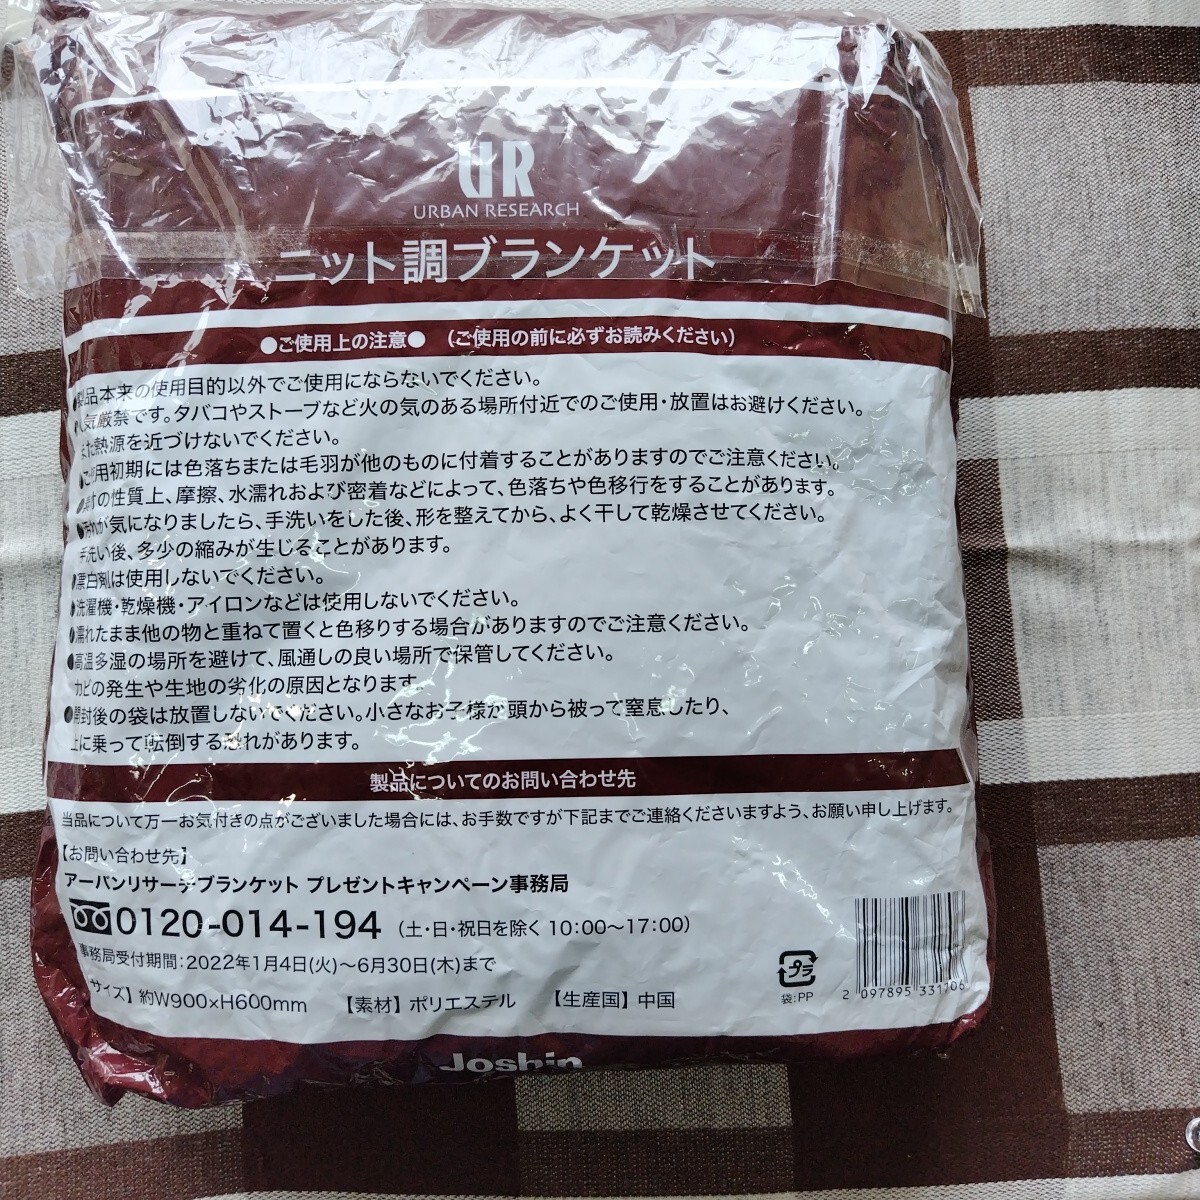 UR
URBAN RESEARCH
ニット調ブランケット
●ご使用上の注意● (ご使用の前に必ずお読みください)
●製品本来の使用目的以外でご使用にならないでください。
火気厳禁です。タバコやストーブなど火の気のある場所付近でのご使用・放置はお避けください。
また熱源を近づけないでください。
●ご使用初期には色落ちまたは毛羽が他のものに付着することがありますのでご注意ください。
の性質上、摩擦、水濡れおよび密着などによって、色落ちや色移行をすることがあります。
●汚れが気になりましたら、手洗いをした後、形を整えてから、よく干して乾燥させてください。
手洗い後、多少の縮みが生じることがあります。
●漂白剤は使用しないでください。
●洗濯機・乾燥機・アイロンなどは使用しないでください。
●濡れたまま他の物と重ねて置くと色移りする場合がありますのでご注意ください。
●高温多湿の場所を避けて、風通しの良い場所で保管してください。
カビの発生や生地の劣化の原因となります。
●開封後の袋は放置しないでください。小さなお子様が頭から被って窒息したり、
上に乗って転倒する恐れがあります。
製品についてのお問い合わせ先
当品について万一お気付きの点がございました場合には、お手数ですが下記までご連絡くださいますよう、お願い申し上げます。
【お問い合わせ先】
アーバンリサーチブランケット プレゼントキャンペーン事務局
0120-014-194 (土・日・祝日を除く 10:00〜17:00)
事務局受付期間:2022年1月4日(火)〜6月30日(木)まで
サイズ】約W900×H600mm 【素材】ポリエステル 【生産国】中国
プラ
袋:PP
2 097895 331106
Joshin